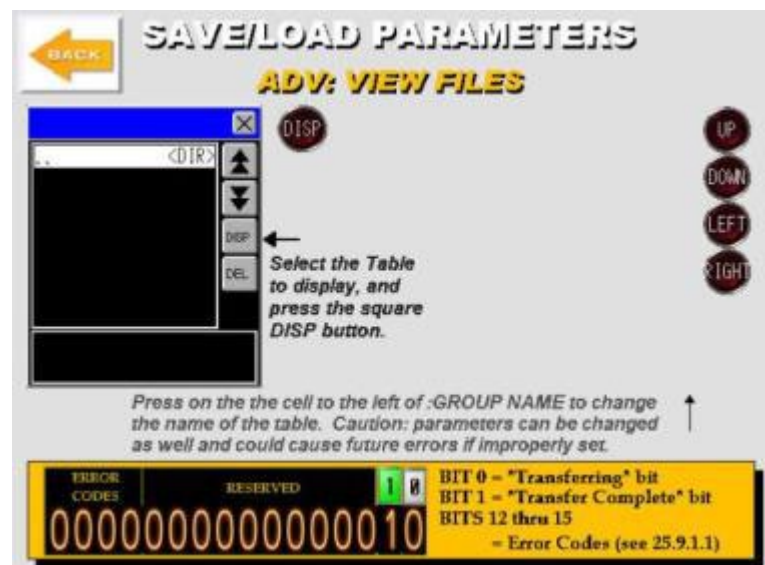 BACK
SAVE/LOAD PARAMETERS
ADV: VIEW FILES
DISP
UP
.. <DIR>
DOWN
DISP
LEFT
DEL
Select the Table
to display, and
press the square
DISP button.
RIGHT
Press on the the cell to the left of :GROUP NAME to change
the name of the table. Caution: parameters can be changed
as well and could cause future errors if improperly set.
ERROR
CODES
RESERVED
1 0
0000000000000010
BIT 0 = "Transferring" bit
BIT 1 = "Transfer Complete" bit
BITS 12 thru 15
= Error Codes (see 25.9.1.1)